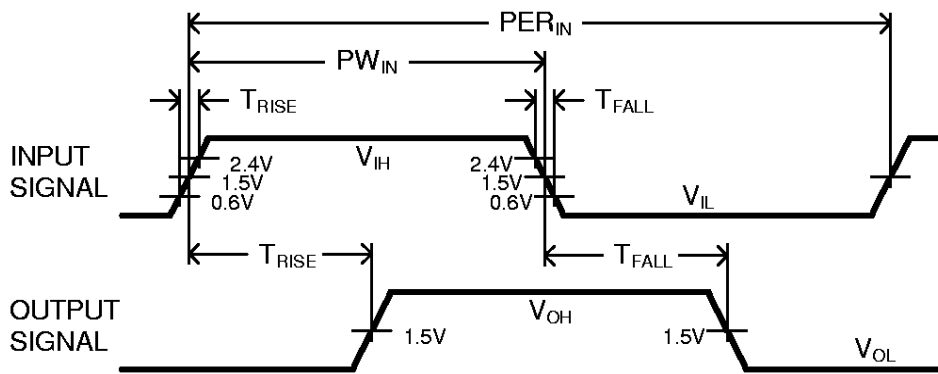 PER_IN
PW_IN
T_RISE
T_FALL
INPUT
SIGNAL
V_IH
2.4V
1.5V
0.6V
2.4V
1.5V
0.6V
V_IL
T_RISE
T_FALL
OUTPUT
SIGNAL
V_OH
1.5V
1.5V
V_OL